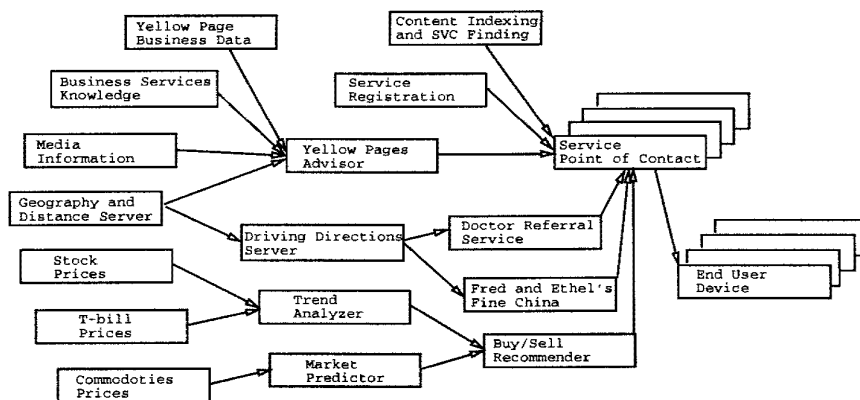 Yellow Page
Business Data
Content Indexing
and SVC Finding
Business Services
Knowledge
Service
Registration
Media
Information
Yellow Pages
Advisor
Service
Point of Contact
Geography and
Distance Server
Driving Directions
Server
Doctor Referral
Service
Stock
Prices
End User
Device
Trend
Analyzer
Fred and Ethel's
Fine China
T-bill
Prices
Buy/Sell
Recommender
Market
Predictor
Commodoties
Prices